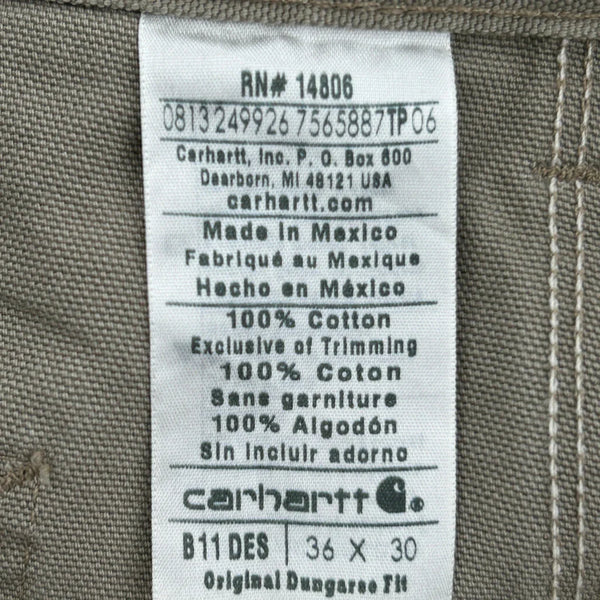 RN# 14806
0813 2499267565887TP06
Carhartt, Inc. P. O. Box 600
Dearborn, MI 48121 USA
carhartt.com
Made in Mexico
Fabriqué au Mexique
Hecho en México
100% Cotton
Exclusive of Trimming
100% Coton
Sans garniture
100% Algodón
Sin incluir adorno
carhartt ®
B11 DES | 36 X 30
Original Dungaree Fit